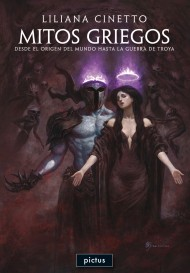 LILIANA CINETTO
MITOS GRIEGOS
DESDE EL ORIGEN DEL MUNDO HASTA LA GUERRA DE TROYA
pictus